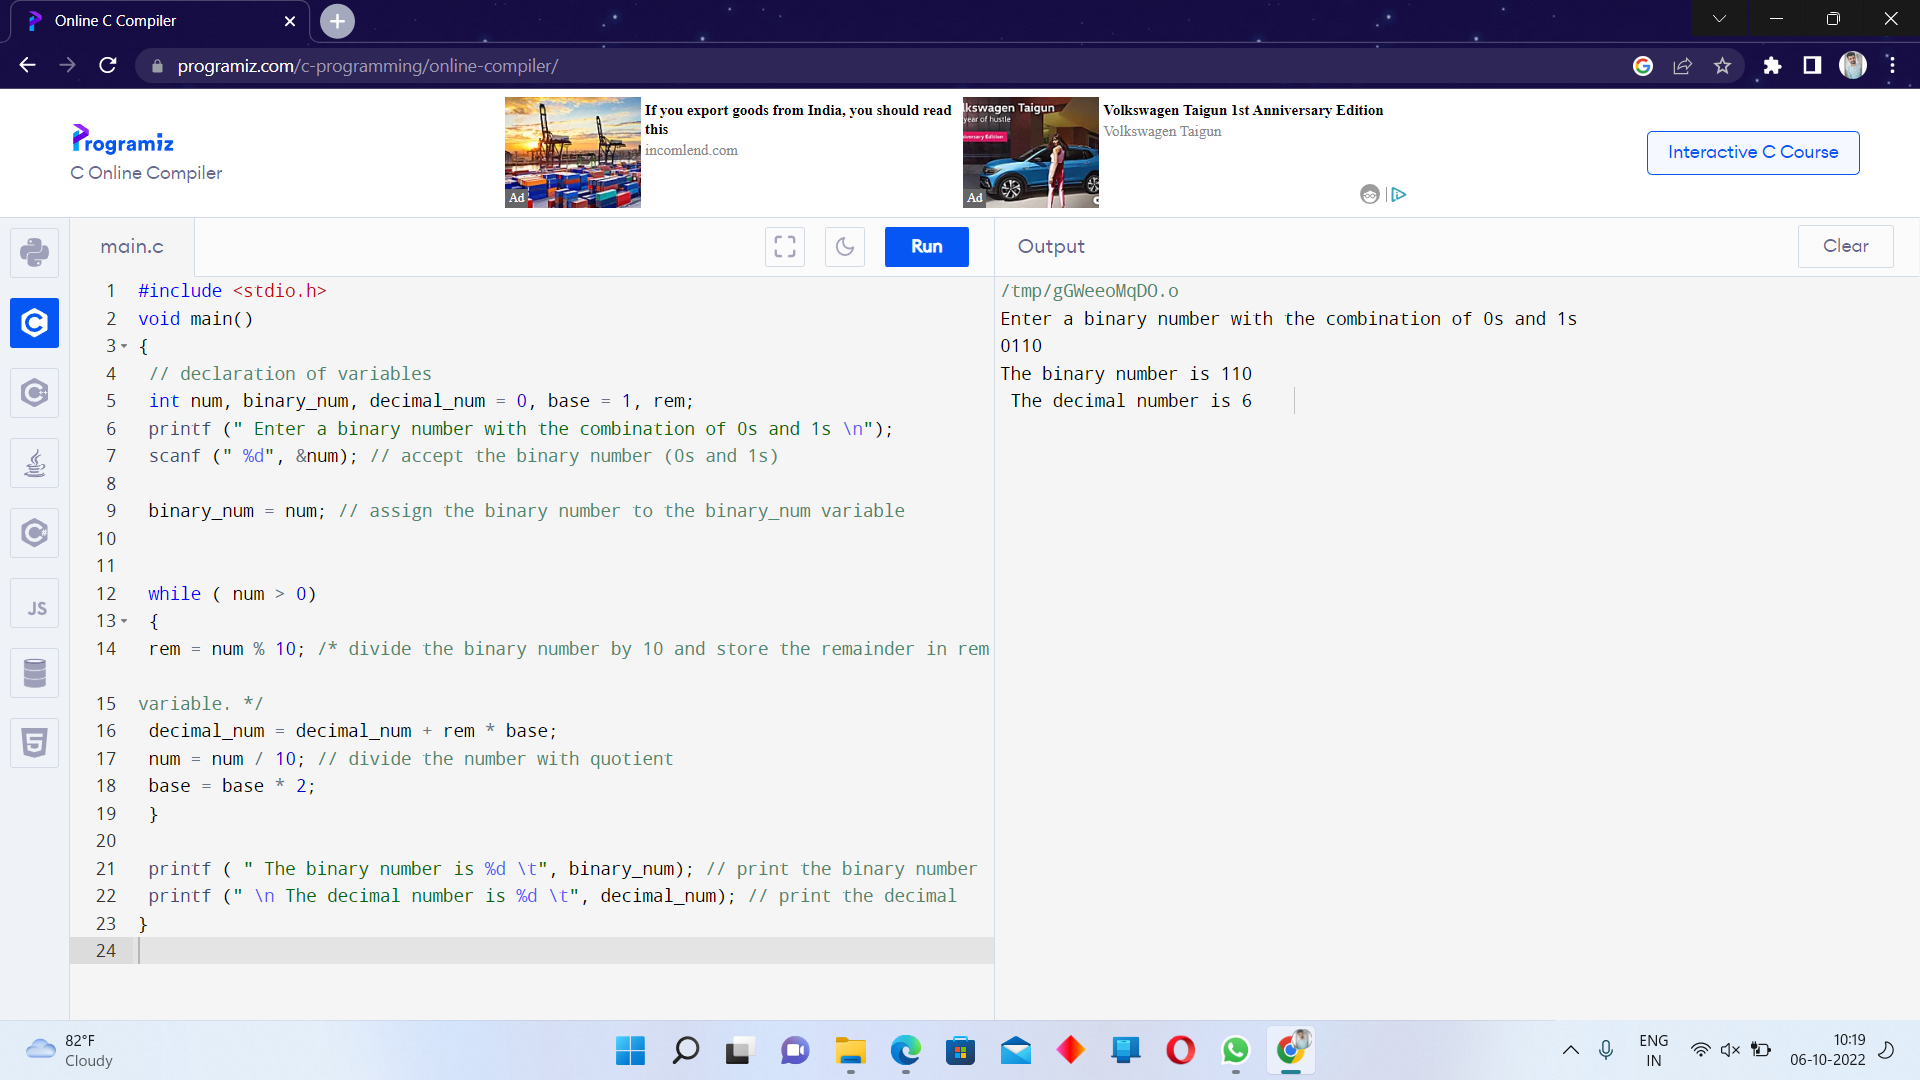 Online C Compiler
programiz.com/c-programming/online-compiler/
Programiz
C Online Compiler
Ad
If you export goods from India, you should read
this
incomlend.com
lkswagen Taigun
year of hustle
iversary Edition
Ad
Volkswagen Taigun 1st Anniversary Edition
Volkswagen Taigun
Interactive C Course
main.c
Run
Output
Clear
JS
1 #include <stdio.h>
2 void main()
3 {
4 // declaration of variables
5 int num, binary_num, decimal_num = 0, base = 1, rem;
6 printf (" Enter a binary number with the combination of 0s and 1s \n");
7 scanf (" %d", &num); // accept the binary number (0s and 1s)
8
9 binary_num = num; // assign the binary number to the binary_num variable
10
11
12 while ( num > 0)
13 {
14 rem = num % 10; /* divide the binary number by 10 and store the remainder in rem
15 variable. */
16 decimal_num = decimal_num + rem * base;
17 num = num / 10; // divide the number with quotient
18 base = base * 2;
19 }
20
21 printf ( " The binary number is %d \t", binary_num); // print the binary number
22 printf (" \n The decimal number is %d \t", decimal_num); // print the decimal
23 }
24
/tmp/gGWeeoMqDO.o
Enter a binary number with the combination of 0s and 1s
0110
The binary number is 110
The decimal number is 6
82°F
Cloudy
ENG
IN
10:19
06-10-2022